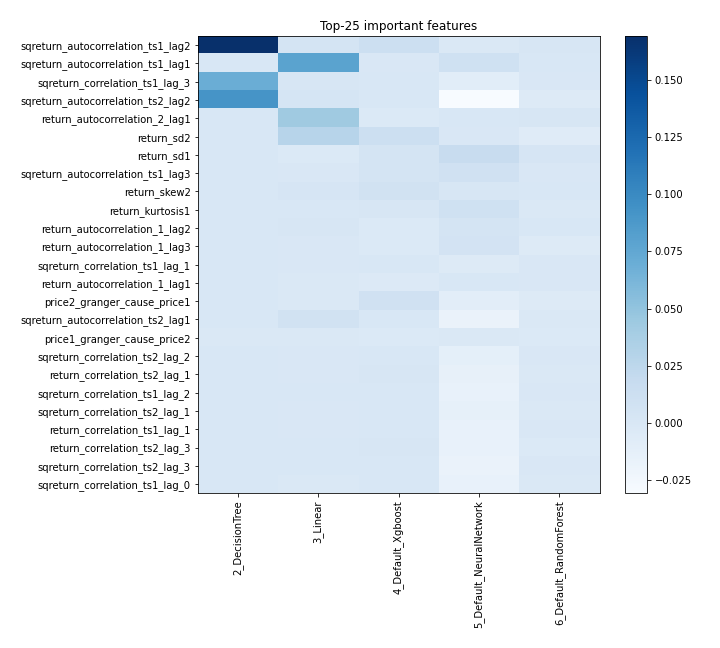 Top-25 important features
sqreturn_autocorrelation_ts1_lag2
sqreturn_autocorrelation_ts1_lag1
sqreturn_correlation_ts1_lag_3
sqreturn_autocorrelation_ts2_lag2
return_autocorrelation_2_lag1
return_sd2
return_sd1
sqreturn_autocorrelation_ts1_lag3
return_skew2
return_kurtosis1
return_autocorrelation_1_lag2
return_autocorrelation_1_lag3
sqreturn_correlation_ts1_lag_1
return_autocorrelation_1_lag1
price2_granger_cause_price1
sqreturn_autocorrelation_ts2_lag1
price1_granger_cause_price2
sqreturn_correlation_ts2_lag_2
return_correlation_ts2_lag_1
sqreturn_correlation_ts1_lag_2
sqreturn_correlation_ts2_lag_1
return_correlation_ts1_lag_1
return_correlation_ts2_lag_3
sqreturn_correlation_ts2_lag_3
sqreturn_correlation_ts1_lag_0
2_DecisionTree
3_Linear
4_Default_Xgboost
5_Default_NeuralNetwork
6_Default_RandomForest
0.150
0.125
0.100
0.075
0.050
0.025
0.000
−0.025